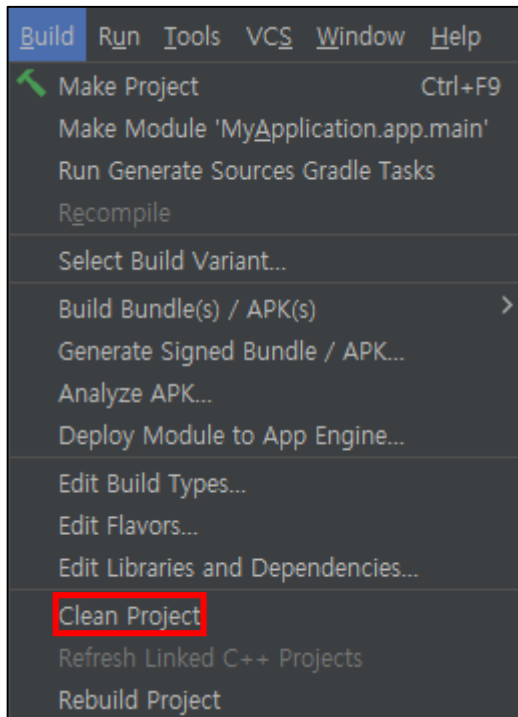 Build Run Tools VCS Window Help
Make Project Ctrl+F9
Make Module 'MyApplication.app.main'
Run Generate Sources Gradle Tasks
Recompile
Select Build Variant...
Build Bundle(s) / APK(s)
Generate Signed Bundle / APK...
Analyze APK...
Deploy Module to App Engine...
Edit Build Types...
Edit Flavors...
Edit Libraries and Dependencies...
Clean Project
Refresh Linked C++ Projects
Rebuild Project